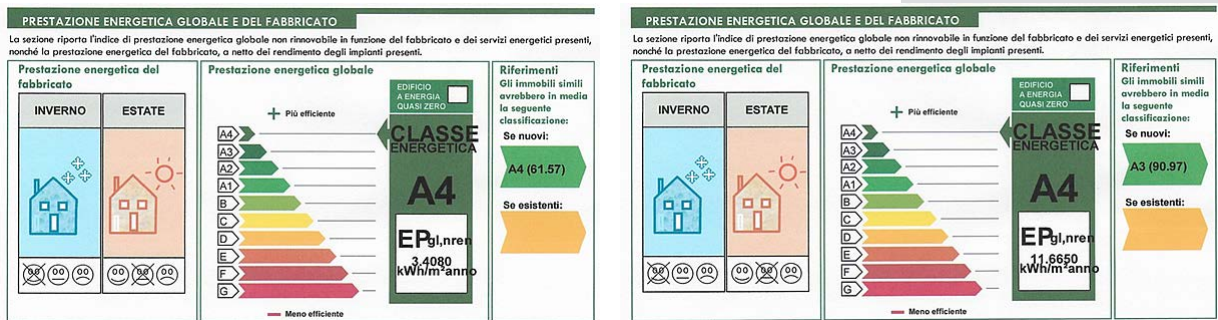 PRESTAZIONE ENERGETICA GLOBALE E DEL FABBRICATO
La sezione riporta l'indice di prestazione energetica globale non rinnovabile in funzione del fabbricato e dei servizi energetici presenti,
nonché la prestazione energetica del fabbricato, a netto dei rendimento degli impianti presenti.
Prestazione energetica del
fabbricato
INVERNO
ESTATE
Prestazione energetica globale
+ Più efficiente
A4
A3
A2
A1
B
C
D
E
F
G
— Meno efficiente
EDIFICIO
A ENERGIA
QUASI ZERO
CLASSE
ENERGETICA
A4
EPgl,nren
3.4080
kWh/m²anno
Riferimenti
Gli immobili simili
avrebbero in media
la seguente
classificazione:
Se nuovi:
A4 (61.57)
Se esistenti:
PRESTAZIONE ENERGETICA GLOBALE E DEL FABBRICATO
La sezione riporta l'indice di prestazione energetica globale non rinnovabile in funzione del fabbricato e dei servizi energetici presenti,
nonché la prestazione energetica del fabbricato, a netto dei rendimento degli impianti presenti.
Prestazione energetica del
fabbricato
INVERNO
ESTATE
Prestazione energetica globale
+ Più efficiente
A4
A3
A2
A1
B
C
D
E
F
G
— Meno efficiente
EDIFICIO
A ENERGIA
QUASI ZERO
CLASSE
ENERGETICA
A4
EPgl,nren
11.6650
kWh/m²anno
Riferimenti
Gli immobili simili
avrebbero in media
la seguente
classificazione:
Se nuovi:
A3 (90.97)
Se esistenti: